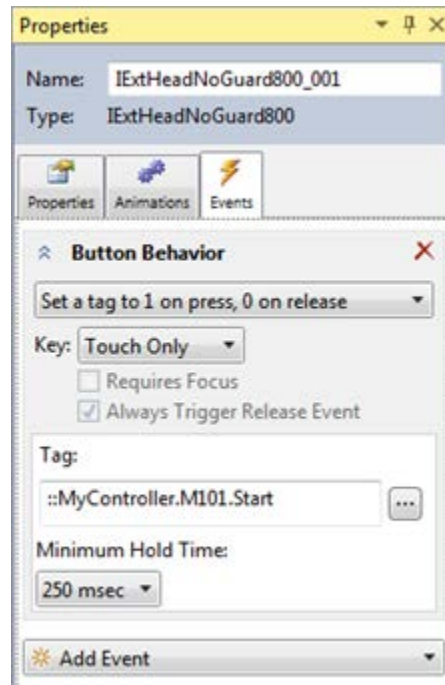 Properties
Name: IExtHeadNoGuard800_001
Type: IExtHeadNoGuard800
Properties Animations Events
Button Behavior
Set a tag to 1 on press, 0 on release
Key: Touch Only
Requires Focus
Always Trigger Release Event
Tag:
::MyController.M101.Start ...
Minimum Hold Time:
250 msec
Add Event